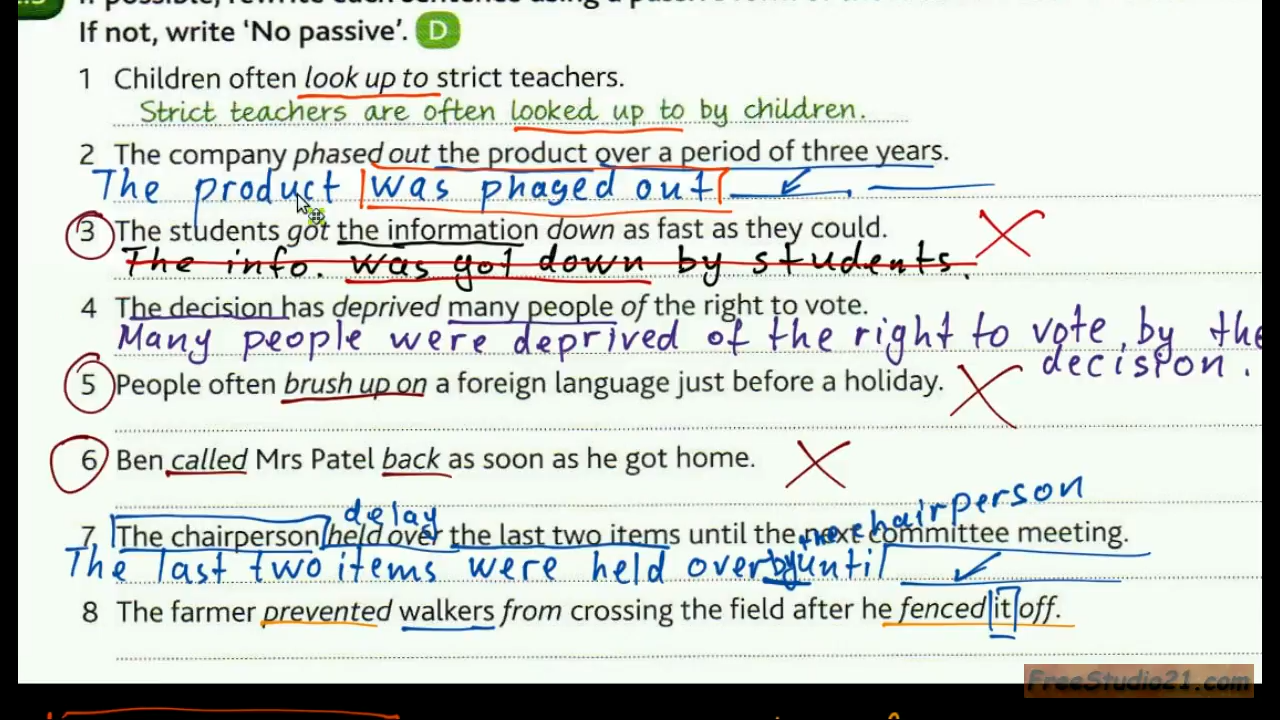 If not, write 'No passive'. D
1 Children often look up to strict teachers.
Strict teachers are often looked up to by children.
2 The company phased out the product over a period of three years.
The product was phaged out
3 The students got the information down as fast as they could.
The info. was got down by students.
4 The decision has deprived many people of the right to vote.
Many people were deprived of the right to vote, by the
decision.
5 People often brush up on a foreign language just before a holiday.
6 Ben called Mrs Patel back as soon as he got home.
delay
chairperson
7 The chairperson held over the last two items until the next committee meeting.
The last two items were held over by until
8 The farmer prevented walkers from crossing the field after he fenced it off.
FreeStudio21.com